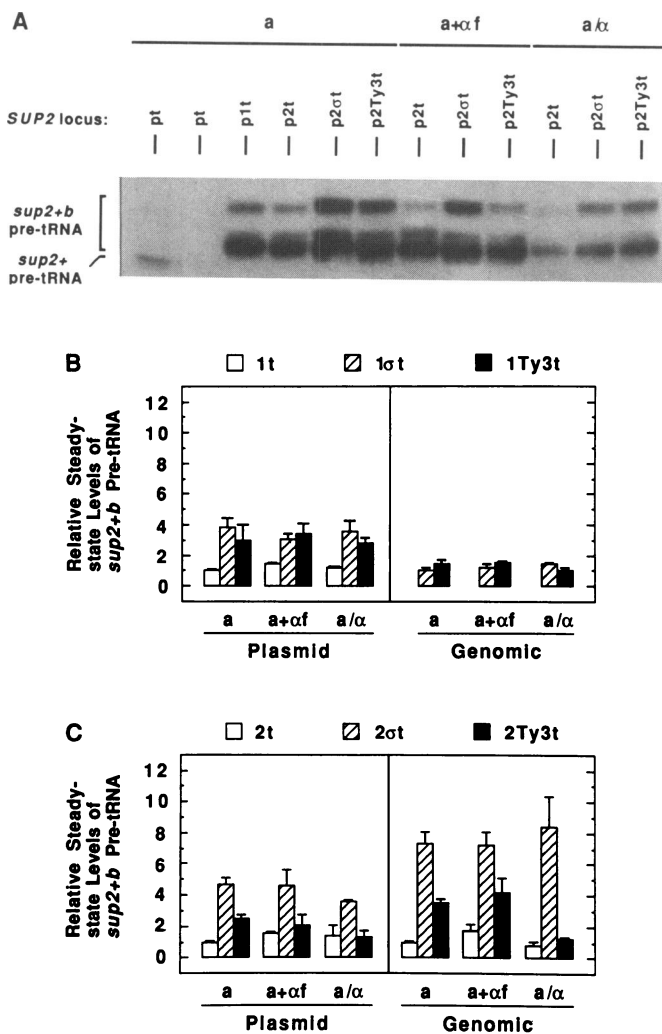 A
a a+αf a/α
SUP2 locus: pt pt p1t p2t p2σt p2Ty3t p2t p2σt p2Ty3t p2t p2σt p2Ty3t
sup2+b
pre-tRNA
sup2+
pre-tRNA
B
1t 1σt 1Ty3t
Relative Steady-
state Levels of
sup2+b Pre-tRNA
12
10
8
6
4
2
0
a a+αf a/α a a+αf a/α
Plasmid Genomic
C
2t 2σt 2Ty3t
Relative Steady-
state Levels of
sup2+b Pre-tRNA
12
10
8
6
4
2
0
a a+αf a/α a a+αf a/α
Plasmid Genomic